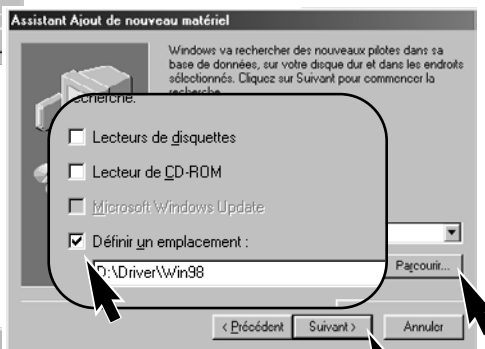 Assistant Ajout de nouveau matériel
Windows va rechercher des nouveaux pilotes dans sa
base de données, sur votre disque dur et dans les endroits
sélectionnés. Cliquez sur Suivant pour commencer la
recherche.
recherche.
Lecteurs de disquettes
Lecteur de CD-ROM
Microsoft Windows Update
Définir un emplacement :
D:\Driver\Win98
Parcourir...
< Précédent
Suivant >
Annuler